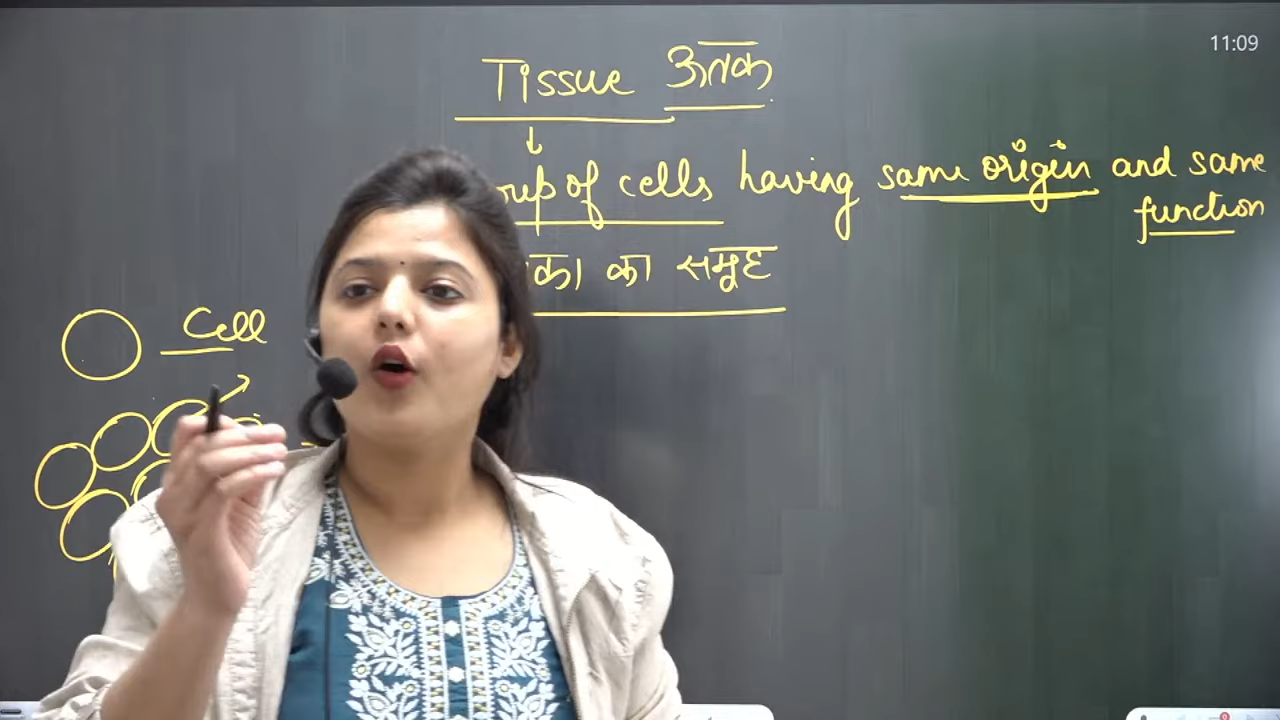 11:09
Tissue ऊतक
of cells having same origin and same
function
का समूह
Cell